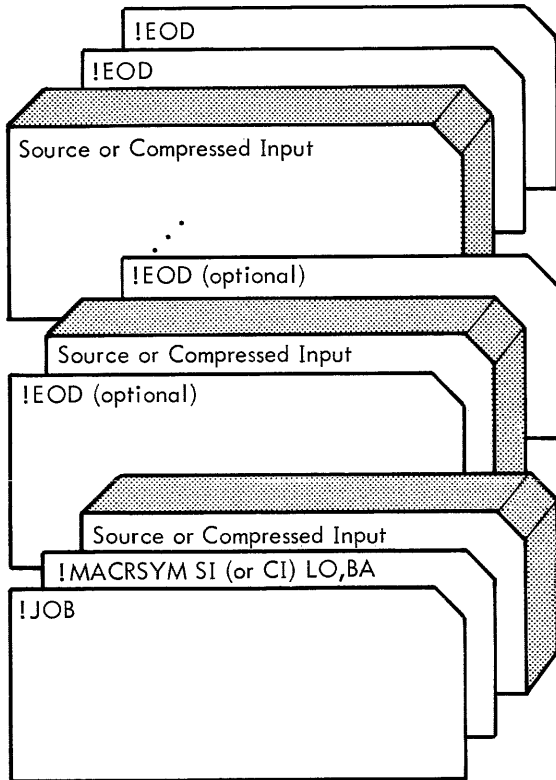 !EOD
!EOD
Source or Compressed Input
!EOD (optional)
Source or Compressed Input
!EOD (optional)
Source or Compressed Input
!MACRSYM SI (or CI) LO,BA
!JOB